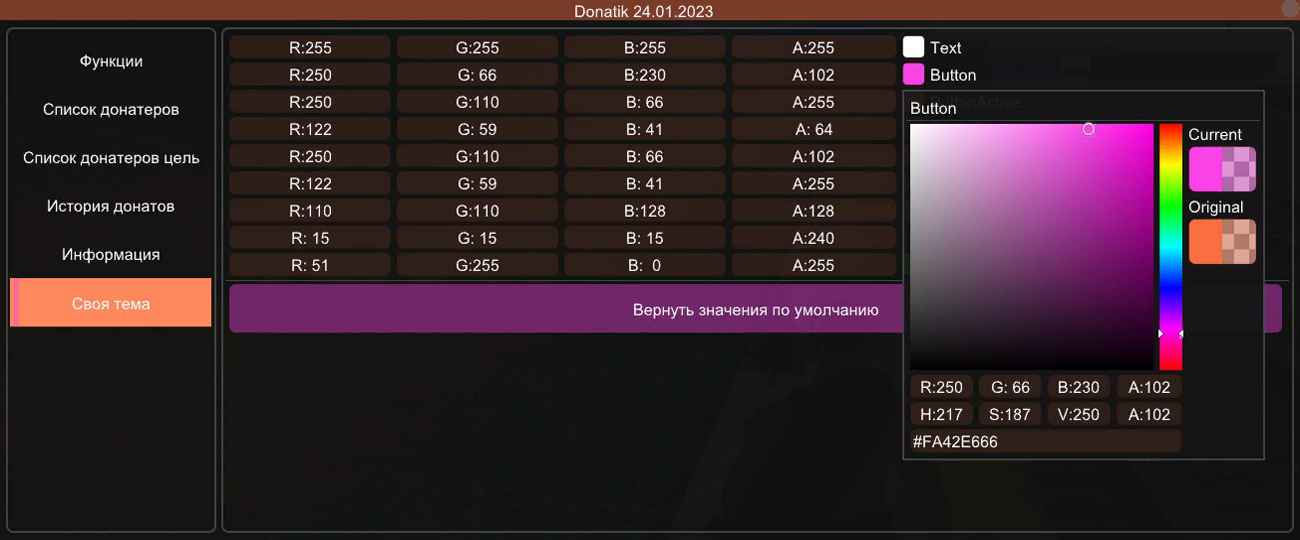 Donatik 24.01.2023
Функции
Список донатеров
Список донатеров цель
История донатов
Информация
Своя тема
R:255 G:255 B:255 A:255 Text
R:250 G: 66 B:230 A:102 Button
R:250 G:110 B: 66 A:255 ButtonActive
R:122 G: 59 B: 41 A: 64
R:250 G:110 B: 66 A:102
R:122 G: 59 B: 41 A:255
R:110 G:110 B:128 A:128
R: 15 G: 15 B: 15 A:240
R: 51 G:255 B: 0 A:255
Вернуть значения по умолчанию
Button
Current
Original
R:250 G: 66 B:230 A:102
H:217 S:187 V:250 A:102
#FA42E666